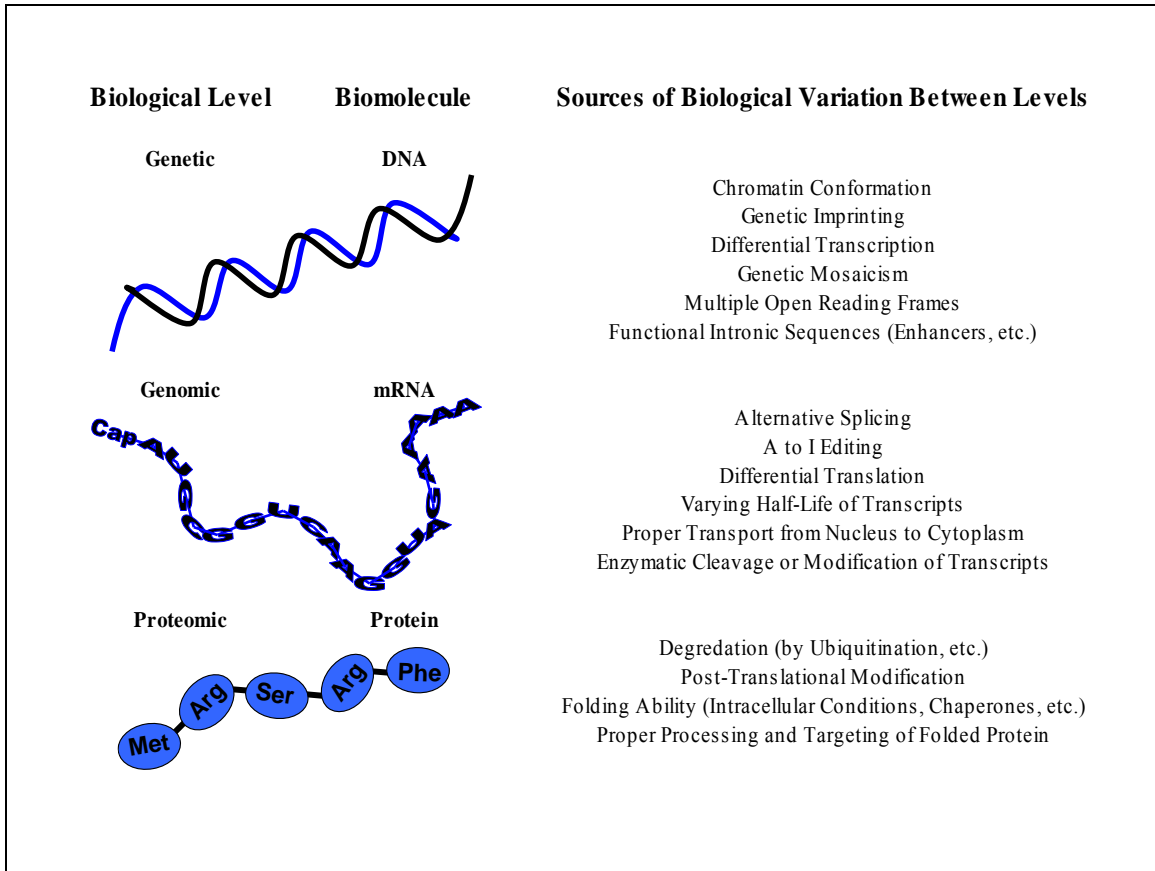 Biological Level Biomolecule Sources of Biological Variation Between Levels
Genetic DNA
Chromatin Conformation
Genetic Imprinting
Differential Transcription
Genetic Mosaicism
Multiple Open Reading Frames
Functional Intronic Sequences (Enhancers, etc.)
Genomic mRNA
Cap
Alternative Splicing
A to I Editing
Differential Translation
Varying Half-Life of Transcripts
Proper Transport from Nucleus to Cytoplasm
Enzymatic Cleavage or Modification of Transcripts
Proteomic Protein
Met Arg Ser Arg Phe
Degredation (by Ubiquitination, etc.)
Post-Translational Modification
Folding Ability (Intracellular Conditions, Chaperones, etc.)
Proper Processing and Targeting of Folded Protein